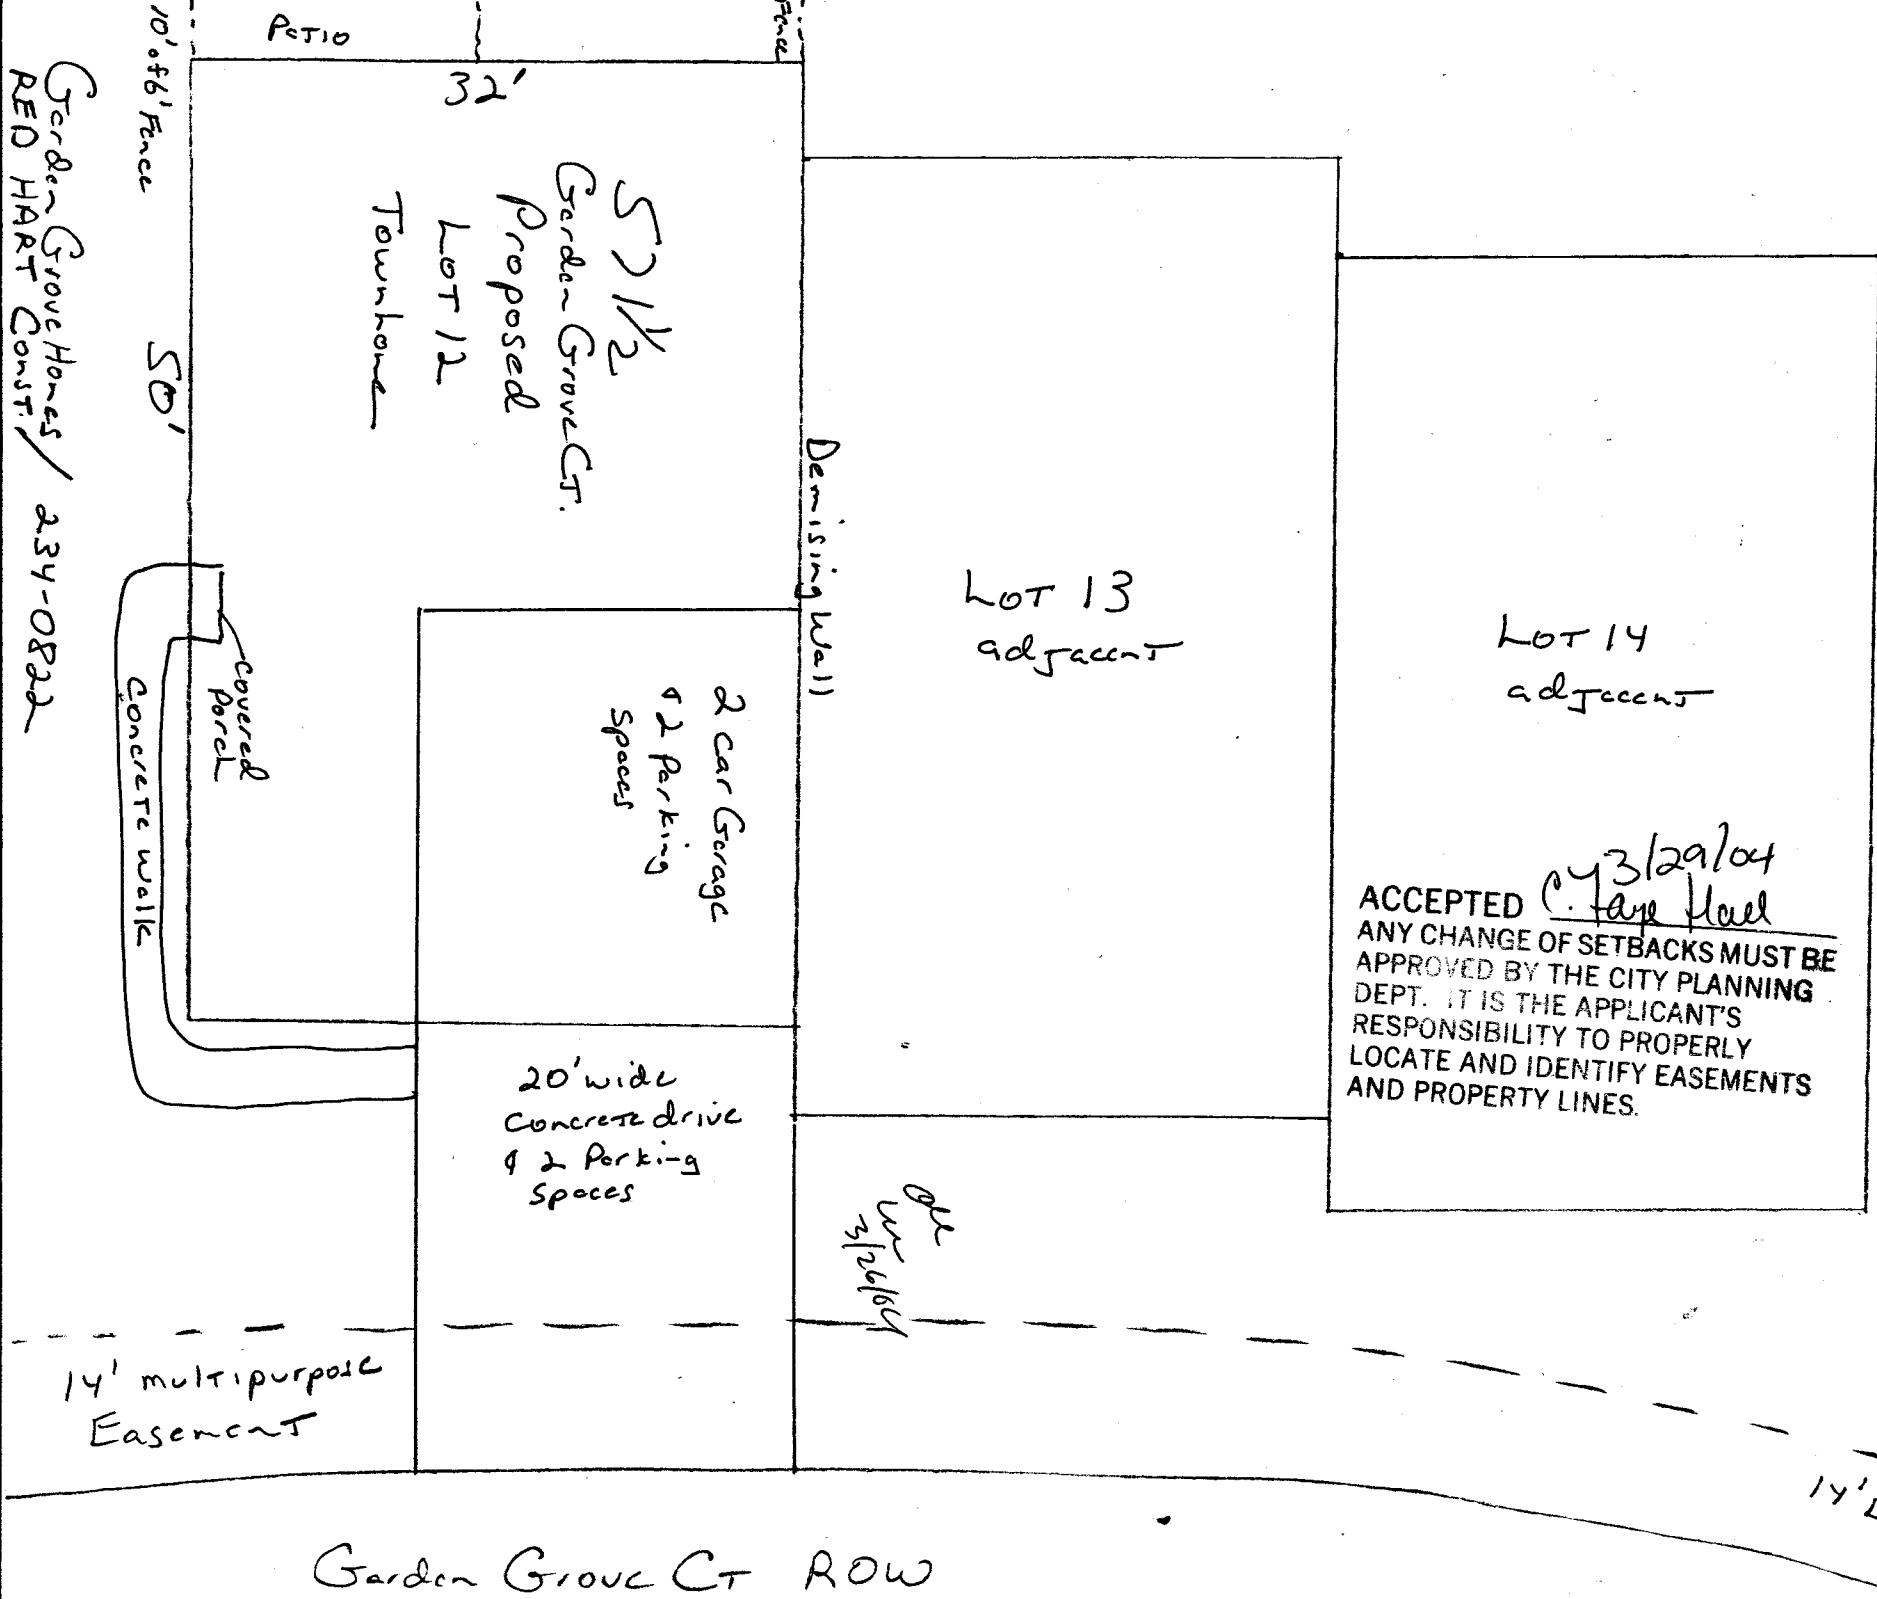 Patio
Fence
10' of 6' Fence
Garden Grove Homes /
RED HART Const. / 234-0822
32'
50'
57 1/2
Garden Grove CT.
Proposed
LOT 12
Townhome
Demising Wall
LOT 13
adjacent
LOT 14
adjacent
covered
Porch
Concrete walk
2 car Garage
& 2 Parking
Spaces
20' wide
Concrete drive
& 2 Parking
Spaces
3/29/04
ACCEPTED C. Faye Hall
ANY CHANGE OF SETBACKS MUST BE
APPROVED BY THE CITY PLANNING
DEPT. IT IS THE APPLICANT'S
RESPONSIBILITY TO PROPERLY
LOCATE AND IDENTIFY EASEMENTS
AND PROPERTY LINES.
3/26/04
14' multipurpose
Easement
14'
Garden Grove CT ROW